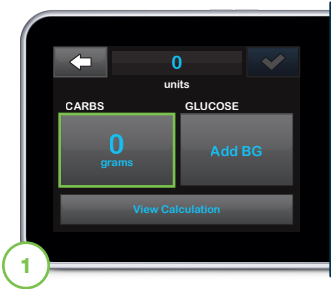 0
units
CARBS GLUCOSE
0 Add BG
grams
View Calculation
1